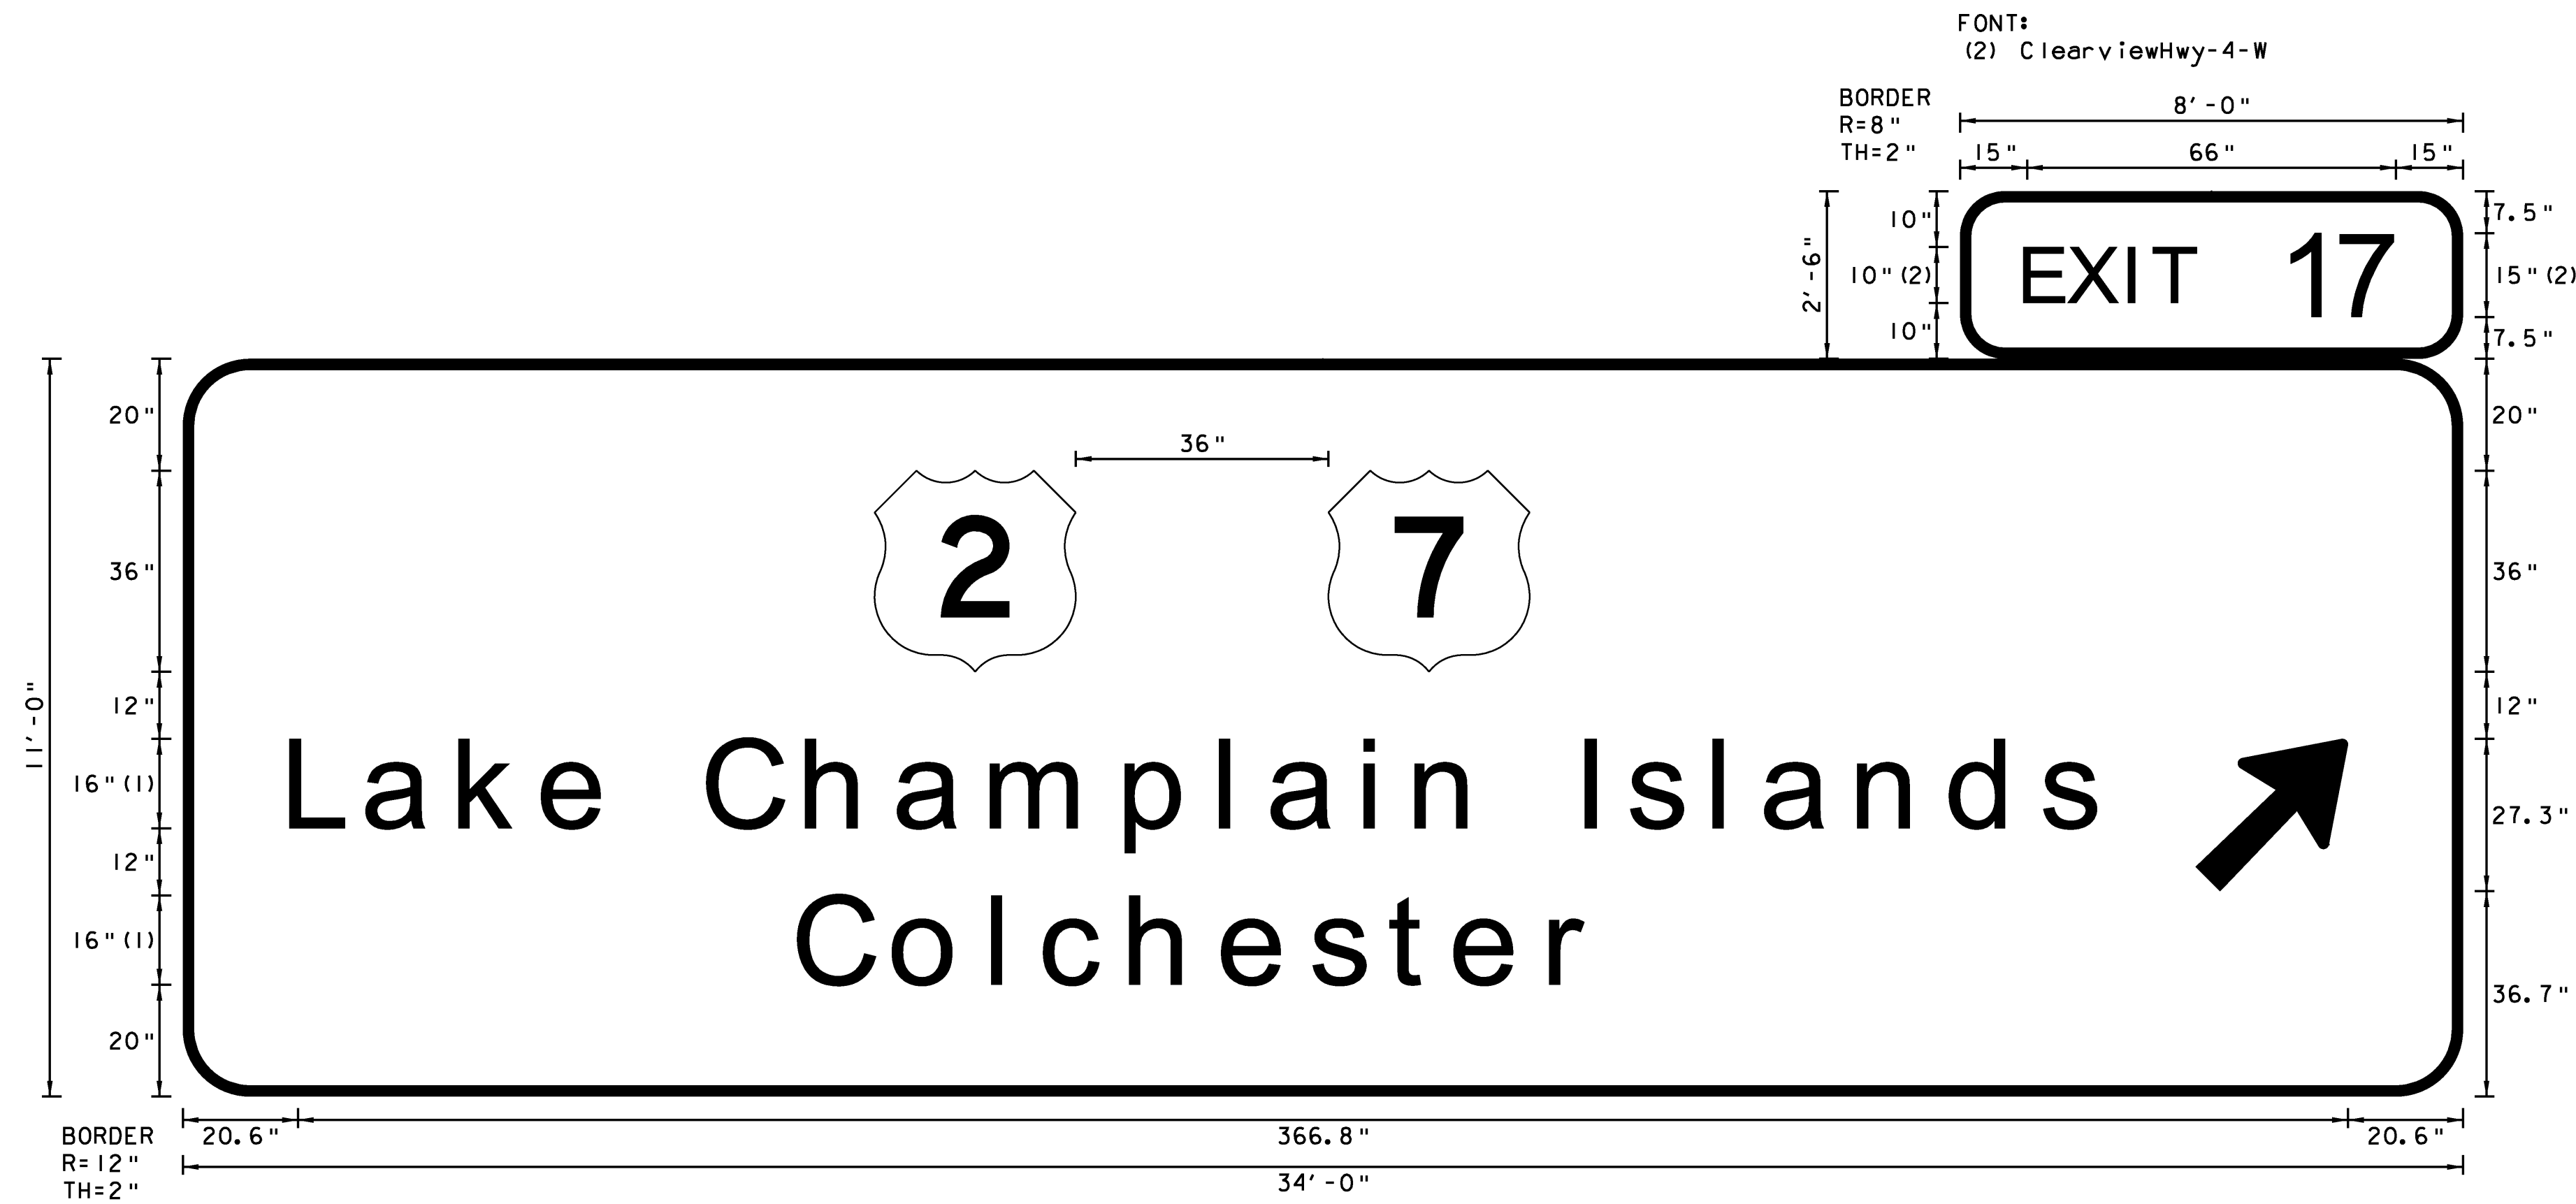 FONT:
(2) ClearviewHwy-4-W
BORDER
R=8"
TH=2"
8'-0"
15" 66" 15"
2'-6"
10"
10"(2)
10"
EXIT 17
7.5"
15"(2)
7.5"
11'-0"
20"
36"
12"
16"(1)
12"
16"(1)
20"
36"
2 7
Lake Champlain Islands
Colchester
20"
36"
12"
27.3"
36.7"
BORDER
R=12"
TH=2"
20.6" 366.8" 20.6"
34'-0"